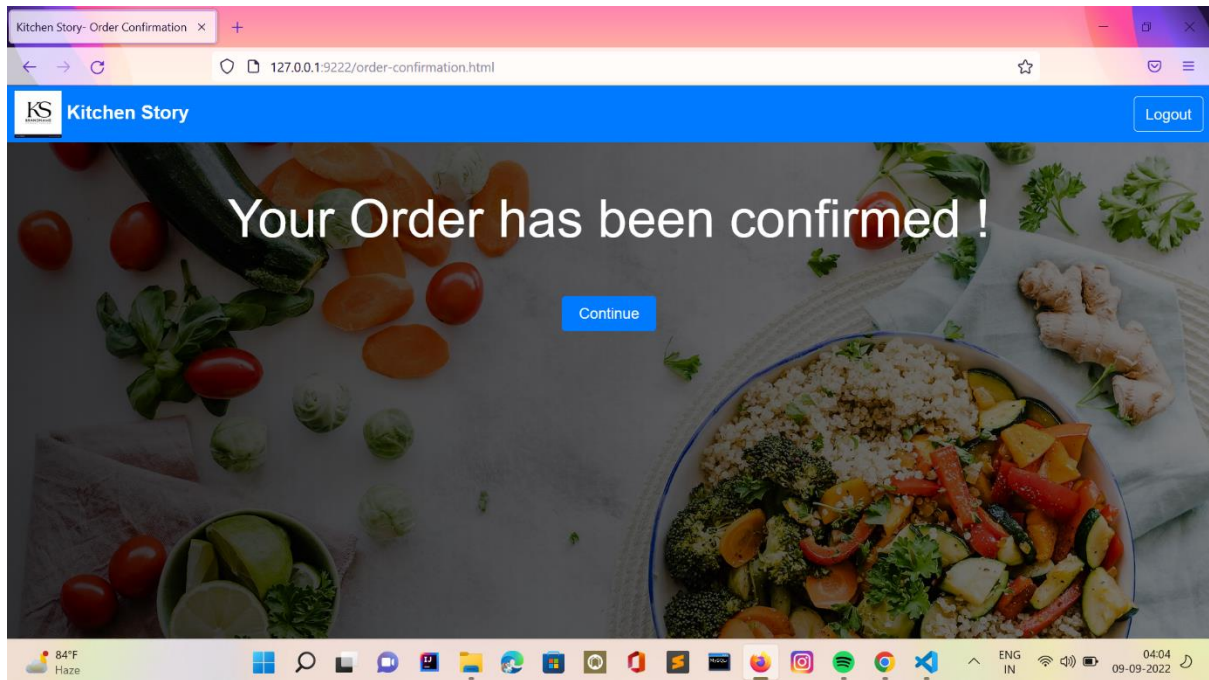 Kitchen Story- Order Confirmation
127.0.0.1:9222/order-confirmation.html
KS
Kitchen Story
Logout
Your Order has been confirmed !
Continue
84°F
Haze
ENG
IN
04:04
09-09-2022